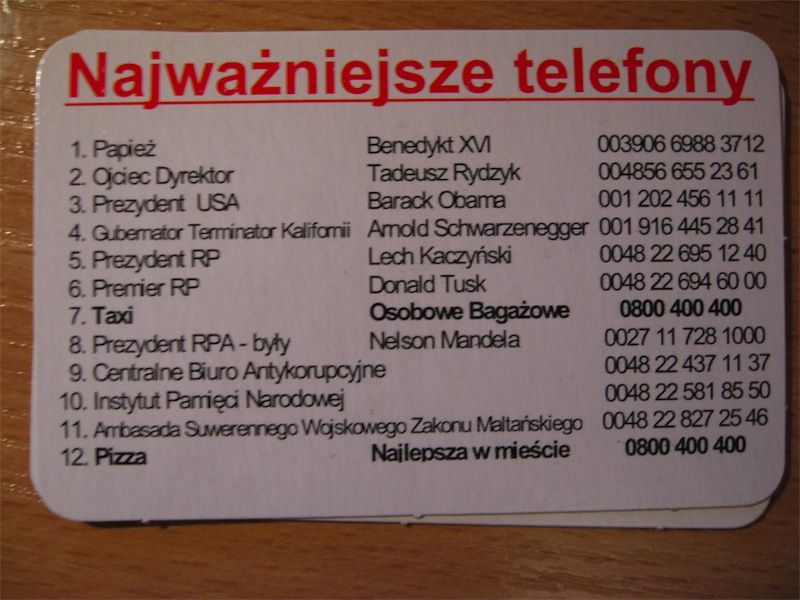 Najważniejsze telefony
1. Papież Benedykt XVI 003906 6988 3712
2. Ojciec Dyrektor Tadeusz Rydzyk 004856 655 23 61
3. Prezydent USA Barack Obama 001 202 456 11 11
4. Gubernator Terminator Kalifornii Arnold Schwarzenegger 001 916 445 28 41
5. Prezydent RP Lech Kaczyński 0048 22 695 12 40
6. Premier RP Donald Tusk 0048 22 694 60 00
7. Taxi Osobowe Bagażowe 0800 400 400
8. Prezydent RPA - były Nelson Mandela 0027 11 728 1000
9. Centralne Biuro Antykorupcyjne 0048 22 437 11 37
10. Instytut Pamięci Narodowej 0048 22 581 85 50
11. Ambasada Suwerennego Wojskowego Zakonu Maltańskiego 0048 22 827 25 46
12. Pizza Najlepsza w mieście 0800 400 400